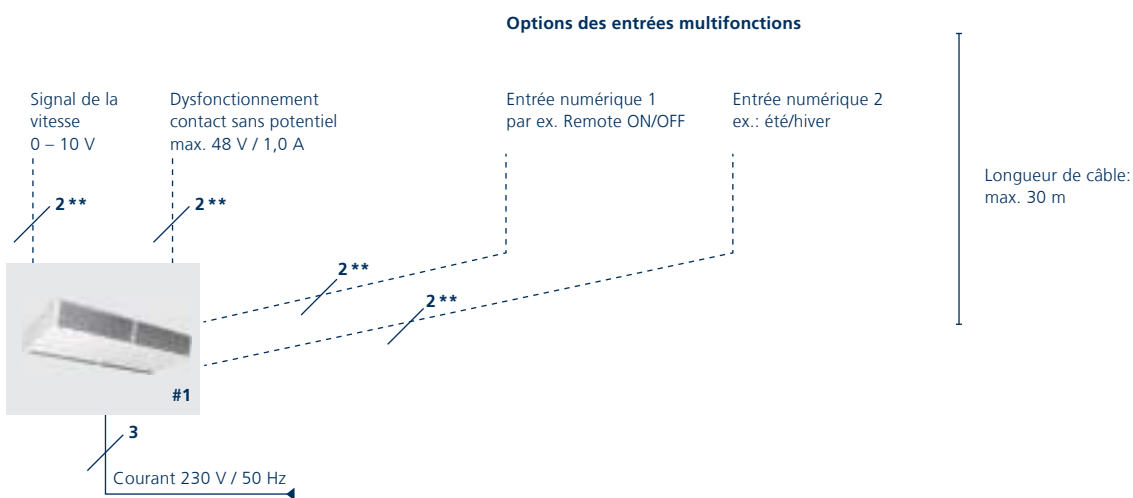 Options des entrées multifonctions
Signal de la
vitesse
0 – 10 V
Dysfonctionnement
contact sans potentiel
max. 48 V / 1,0 A
Entrée numérique 1
par ex. Remote ON/OFF
Entrée numérique 2
ex.: été/hiver
Longueur de câble:
max. 30 m
2 **
2 **
2 **
2 **
#1
3
Courant 230 V / 50 Hz